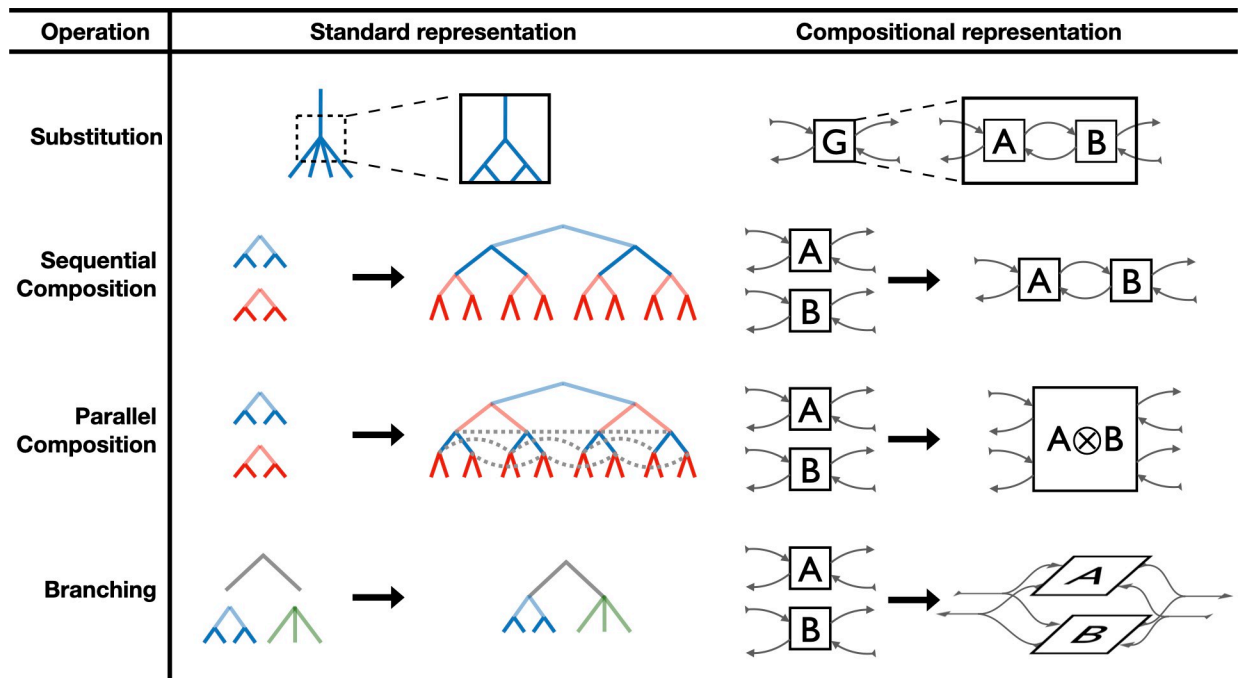 Operation Standard representation Compositional representation
Substitution G A B
Sequential
Composition A B A B
Parallel
Composition A B A⊗B
Branching A B A B